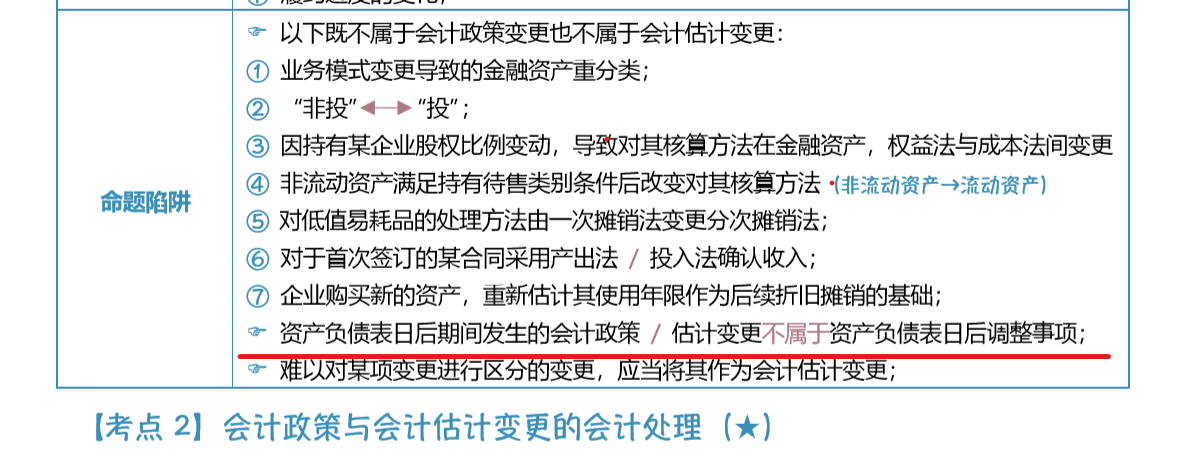 ☞ 以下既不属于会计政策变更也不属于会计估计变更：
① 业务模式变更导致的金融资产重分类；
② “非投”←→“投”；
③ 因持有某企业股权比例变动，导致对其核算方法在金融资产，权益法与成本法间变更
④ 非流动资产满足持有待售类别条件后改变对其核算方法 (非流动资产→流动资产)
命题陷阱
⑤ 对低值易耗品的处理方法由一次摊销法变更分次摊销法；
⑥ 对于首次签订的某合同采用产出法 / 投入法确认收入；
⑦ 企业购买新的资产，重新估计其使用年限作为后续折旧摊销的基础；
☞ 资产负债表日后期间发生的会计政策 / 估计变更不属于资产负债表日后调整事项；
☞ 难以对某项变更进行区分的变更，应当将其作为会计估计变更；
【考点 2】会计政策与会计估计变更的会计处理（★）